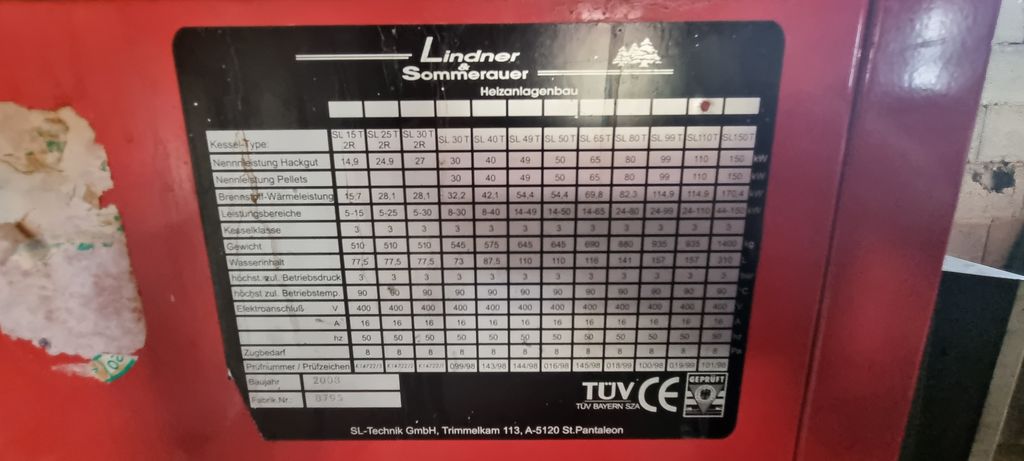 Lindner
&
Sommerauer
Heizanlagenbau
Kessel-Type: SL 15 T 2R SL 25 T 2R SL 30 T 2R SL 30 T SL 40 T SL 49 T SL 50 T SL 65 T SL 80 T SL 99 T SL110 T SL150 T
Nennleistung Hackgut 14,9 24,9 27 30 40 49 50 65 80 99 110 150 kW
Nennleistung Pellets 30 40 49 50 65 80 99 110 150 kW
Brennstoff-Wärmeleistung 15,7 28,1 28,1 32,2 42,1 54,4 54,4 69,8 82,3 114,9 114,9 170,4 kW
Leistungsbereiche 5-15 5-25 5-30 8-30 8-40 14-49 14-50 14-65 24-80 24-99 24-110 44-150 kW
Kesselklasse 3 3 3 3 3 3 3 3 3 3 3 3
Gewicht 510 510 510 545 575 645 645 690 880 935 935 1400 kg
Wasserinhalt 77,5 77,5 77,5 73 87,5 110 110 116 141 157 157 310 L
höchst. zul. Betriebsdruck 3 3 3 3 3 3 3 3 3 3 3 3 bar
höchst zul. Betriebstemp. 90 90 90 90 90 90 90 90 90 90 90 90 °C
Elektroanschluß V 400 400 400 400 400 400 400 400 400 400 400 400 V
A 16 16 16 16 16 16 16 16 16 16 16 16 A
hz 50 50 50 50 50 50 50 50 50 50 50 50 hz
Zugbedarf 8 8 8 8 8 8 8 8 8 8 8 8 Pa
Prüfnummer / Prüfzeichen 099/98 143/98 144/98 016/98 145/98 018/98 100/98 019/98 101/98
Baujahr 2003
Fabrik.Nr.: 8795
TÜV CE GEPRÜFT
TÜV BAYERN SZA
SL-Technik GmbH, Trimmelkam 113, A-5120 St.Pantaleon